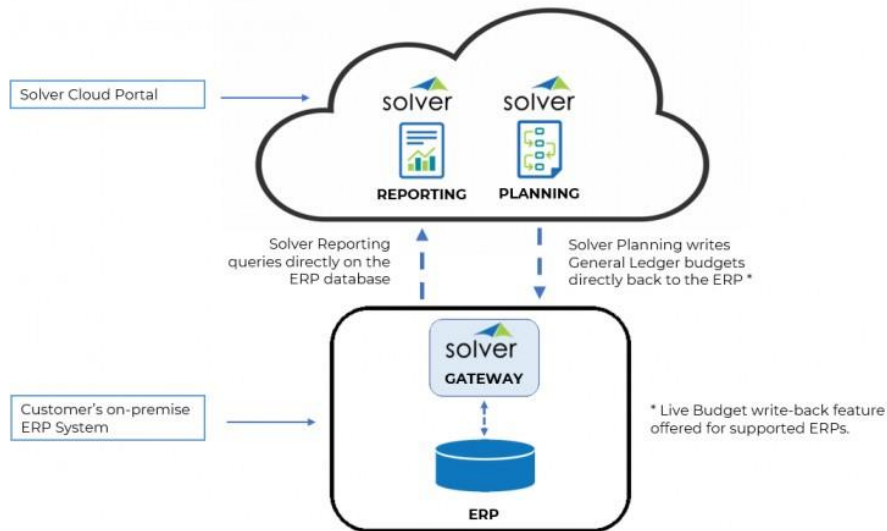 Solver Cloud Portal
solver
solver
REPORTING
PLANNING
Solver Reporting
queries directly on the
ERP database
Solver Planning writes
General Ledger budgets
directly back to the ERP *
solver
GATEWAY
Customer's on-premise
ERP System
* Live Budget write-back feature
offered for supported ERPs.
ERP